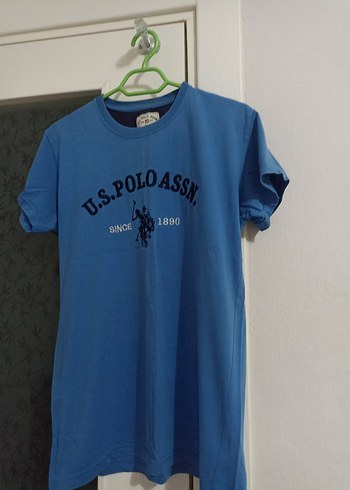 U.S. POLO ASSN.
SINCE 1890